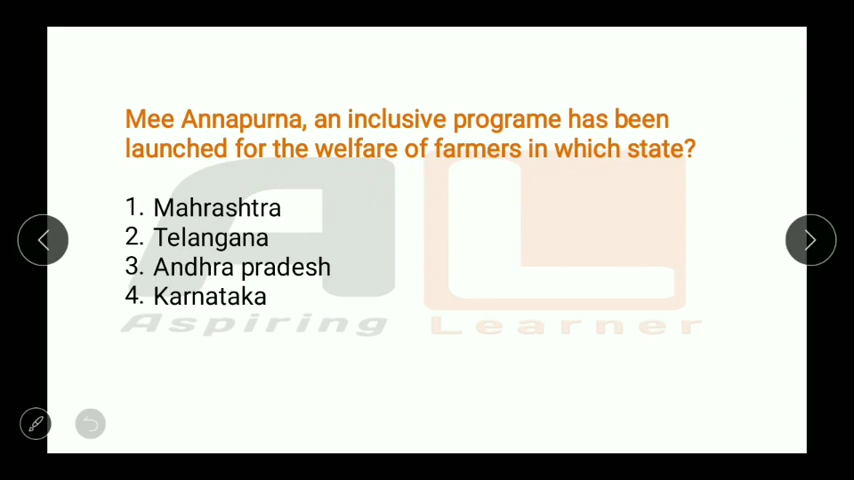 Mee Annapurna, an inclusive programe has been
launched for the welfare of farmers in which state?
1. Mahrashtra
2. Telangana
3. Andhra pradesh
4. Karnataka
AL
Aspiring Learner